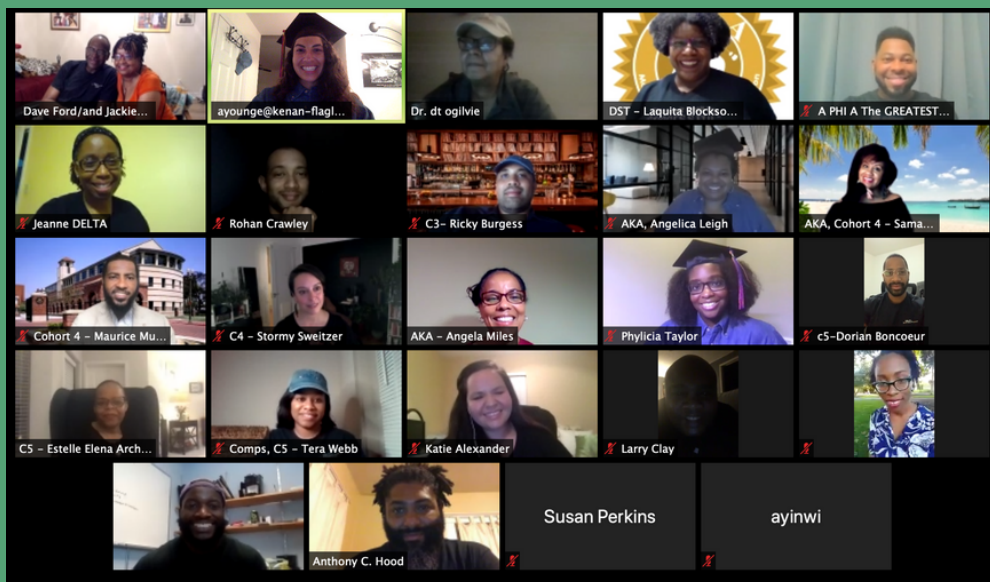 Dave Ford/and Jackie...
ayounge@kenan-flagl...
Dr. dt ogilvie
DST - Laquita Blockso...
A PHI A The GREATEST...
Jeanne DELTA
Rohan Crawley
C3- Ricky Burgess
AKA, Angelica Leigh
AKA, Cohort 4 - Sama...
Cohort 4 - Maurice Mu...
C4 - Stormy Sweitzer
AKA - Angela Miles
Phylicia Taylor
c5-Dorian Boncoeur
C5 - Estelle Elena Arch...
Comps, C5 - Tera Webb
Katie Alexander
Larry Clay
Anthony C. Hood
Susan Perkins
ayinwi